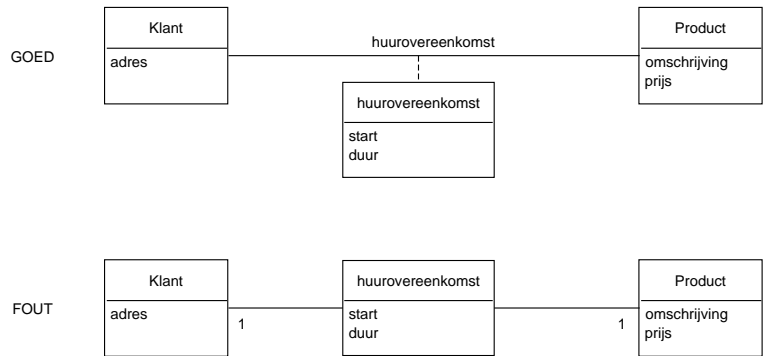 GOED
Klant
adres
huurovereenkomst
huurovereenkomst
start
duur
Product
omschrijving
prijs
FOUT
Klant
adres
1
huurovereenkomst
start
duur
1
Product
omschrijving
prijs